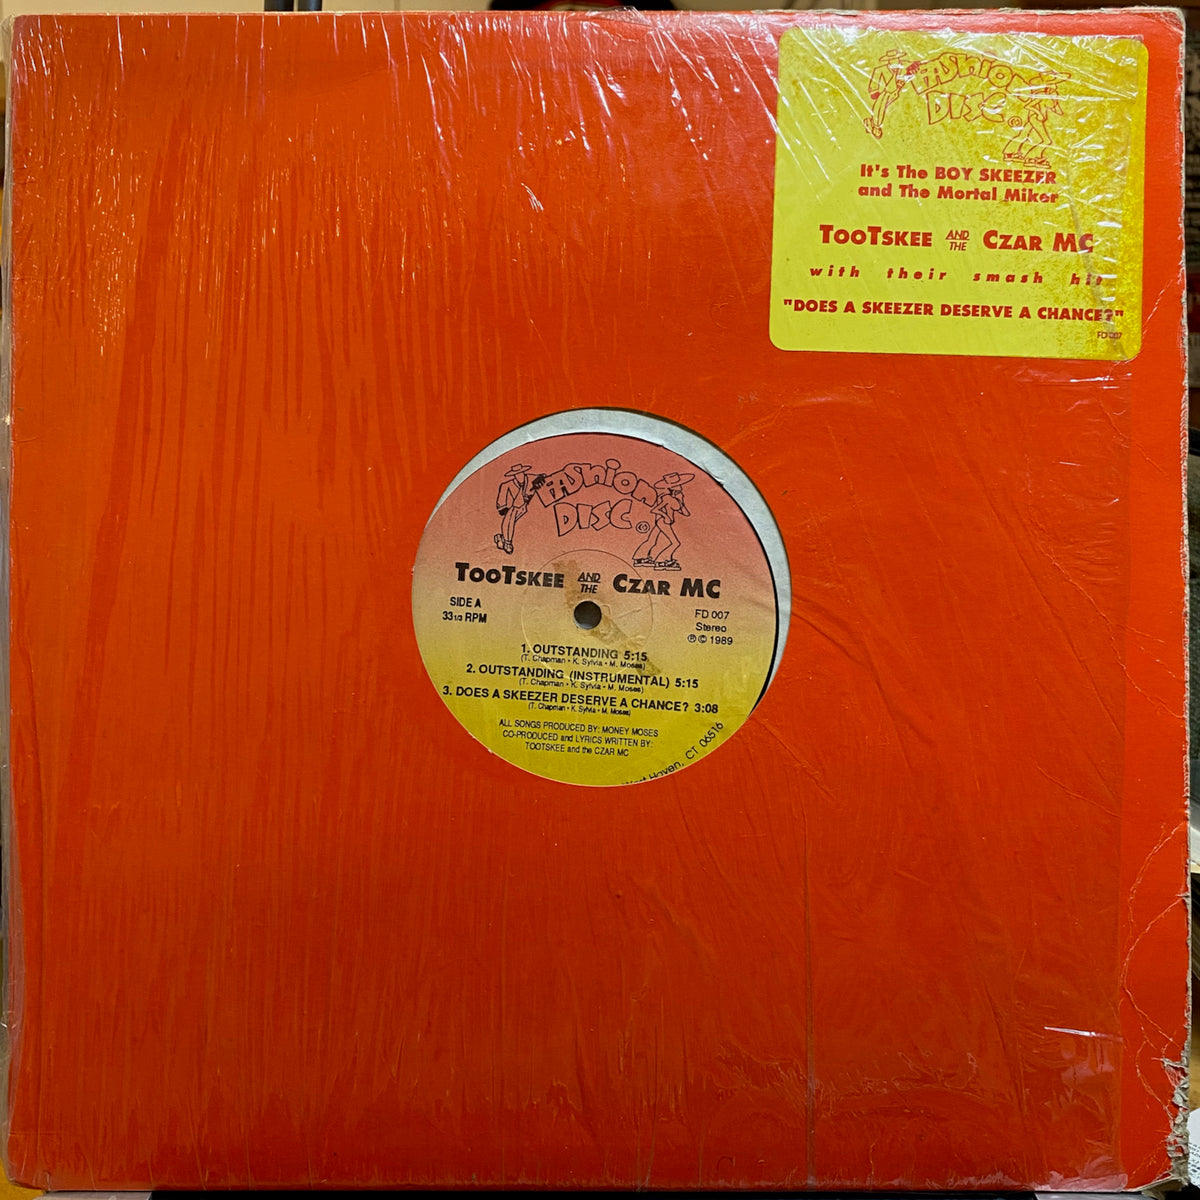 FASHION
DISC ©
It's The BOY SKEEZER
and The Mortal Miker
TOOTSKEE AND THE CZAR MC
with their smash hit
"DOES A SKEEZER DESERVE A CHANCE?"
FD 007
FASHION
DISC ©
TOOTSKEE AND THE CZAR MC
SIDE A
33 1/3 RPM
FD 007
Stereo
℗ © 1989
1. OUTSTANDING 5:15
(T. Chapman • K. Sylvia • M. Moses)
2. OUTSTANDING (INSTRUMENTAL) 5:15
(T. Chapman • K. Sylvia • M. Moses)
3. DOES A SKEEZER DESERVE A CHANCE? 3:08
(T. Chapman • K. Sylvia • M. Moses)
ALL SONGS PRODUCED BY: MONEY MOSES
CO-PRODUCED and LYRICS WRITTEN BY:
TOOTSKEE and the CZAR MC
Haven, CT 06516